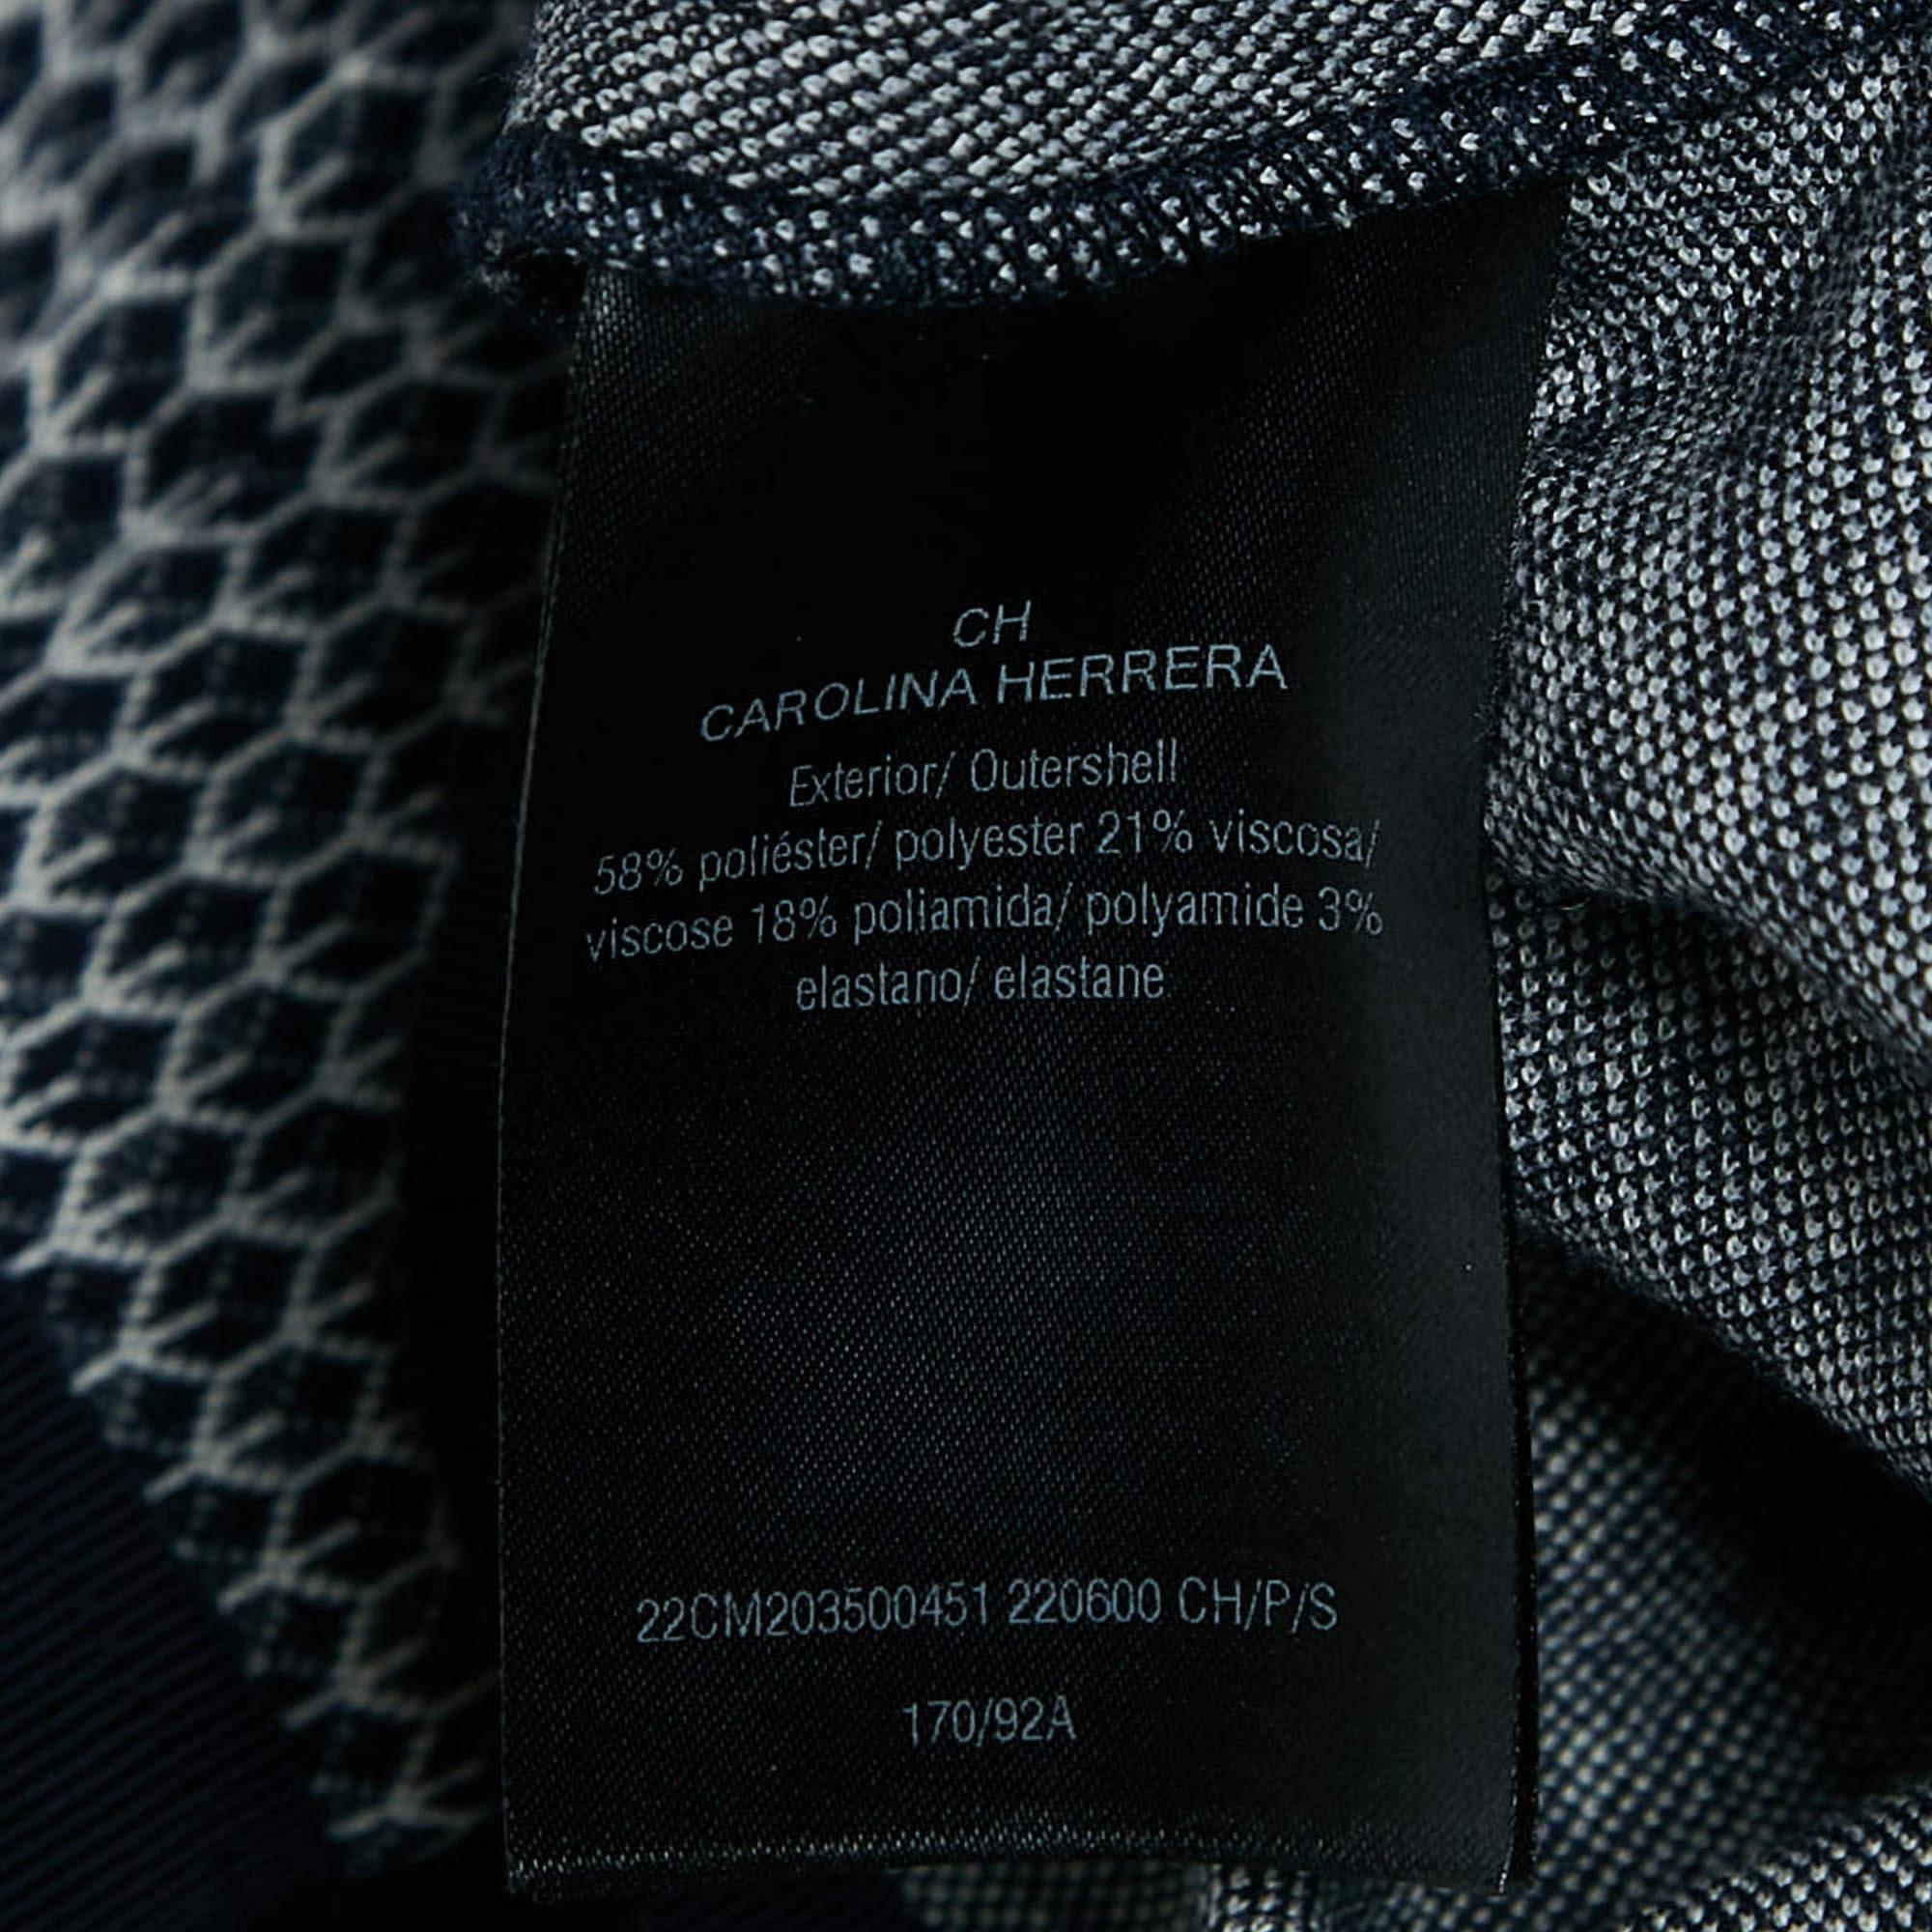 CH
CAROLINA HERRERA
Exterior/ Outershell
58% poliéster/ polyester 21% viscosa/
viscose 18% poliamida/ polyamide 3%
elastano/ elastane
22CM203500451 220600 CH/P/S
170/92A